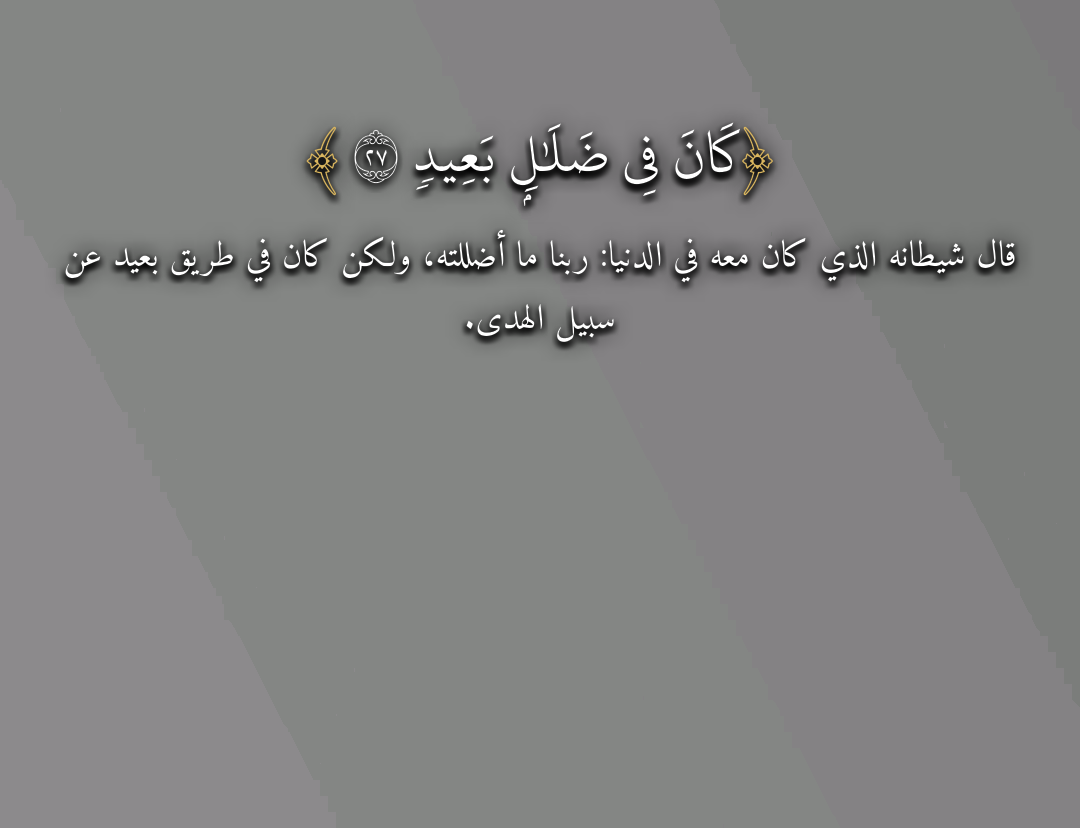 ﴿كَانَ فِى ضَلَـٰلِۭ بَعِيدٍۢ ٢٧﴾
قال شيطانه الذي كان معه في الدنيا: ربنا ما أضللته، ولكن كان في طريق بعيد عن
سبيل الهدى.